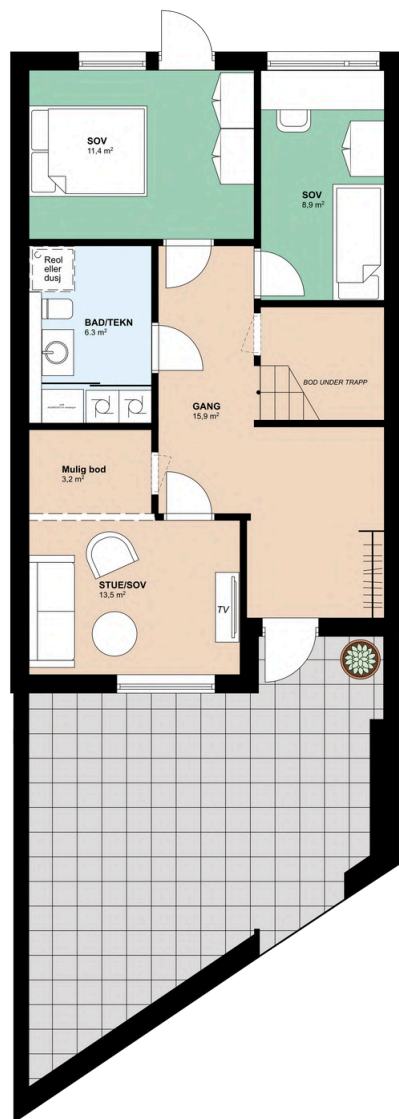 SOV
11,4 m²
SOV
8,9 m²
Reol
eller
dusj
BAD/TEKN
6.3 m²
BOD UNDER TRAPP
GANG
15,9 m²
Mulig bod
3,2 m²
STUE/SOV
13,5 m²
TV